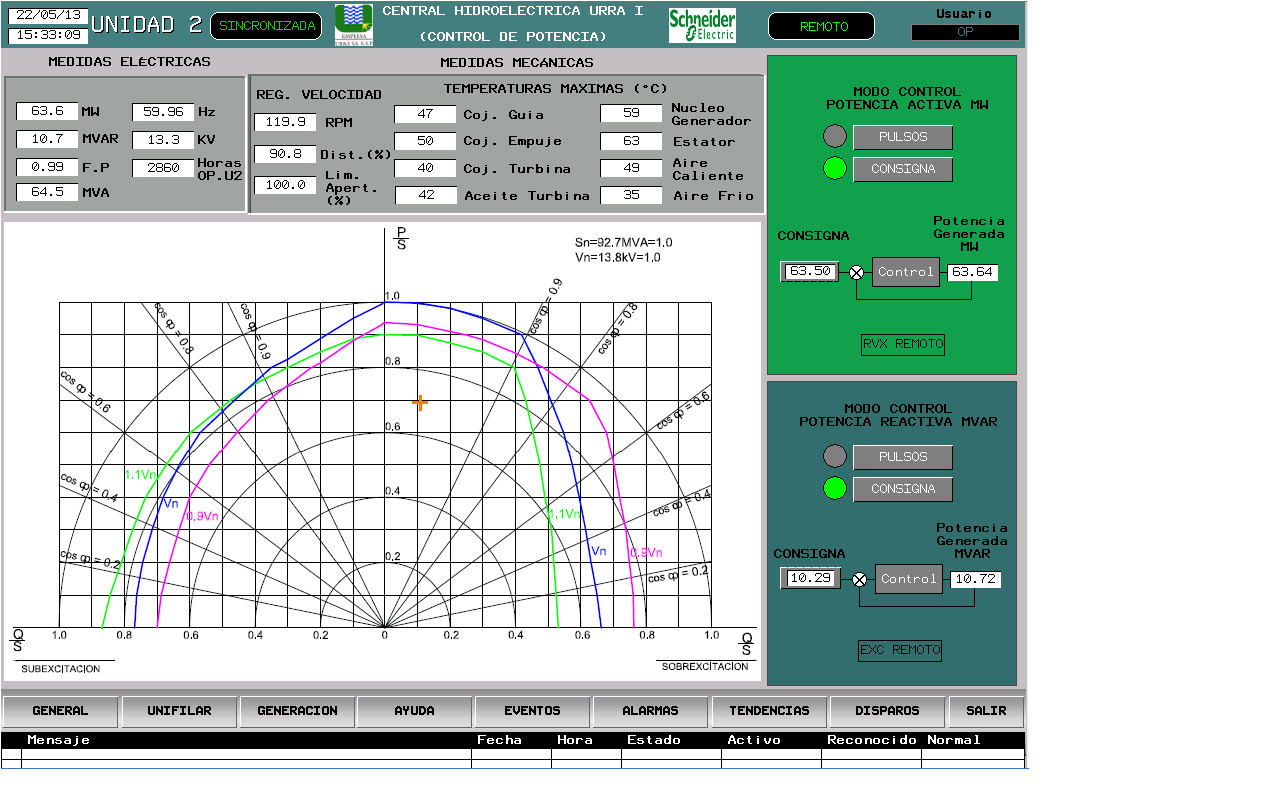 22/05/13
15:33:09
UNIDAD 2
SINCRONIZADA
EMPRESA
URRÁ S.A. E.S.P.
CENTRAL HIDROELECTRICA URRA I
(CONTROL DE POTENCIA)
Schneider
Electric
REMOTO
Usuario
OP
MEDIDAS ELÉCTRICAS
63.6 MW
59.96 Hz
10.7 MVAR
13.3 KV
0.99 F.P
2860 Horas OP.U2
64.5 MVA
MEDIDAS MECÁNICAS
REG. VELOCIDAD
119.9 RPM
90.8 Dist.(%)
100.0 Lim. Apert. (%)
TEMPERATURAS MAXIMAS (°C)
47 Coj. Guia
59 Nucleo Generador
50 Coj. Empuje
63 Estator
40 Coj. Turbina
49 Aire Caliente
42 Aceite Turbina
35 Aire Frio
P
S
Sn=92.7MVA=1.0
Vn=13.8kV=1.0
cos φ = 0.8
cos φ = 0.9
cos φ = 0.9
cos φ = 0.8
1,0
0,8
cos φ = 0.6
cos φ = 0.6
0,6
1,1Vn
cos φ = 0.4
0,4
cos φ = 0.4
Vn
0,9Vn
1,1Vn
Vn
0,9Vn
cos φ = 0.2
0,2
cos φ = 0.2
Q
S
1.0 0.8 0.6 0.4 0.2 0 0.2 0.4 0.6 0.8 1.0
Q
S
SUBEXCITACION
SOBREXCITACION
MODO CONTROL
POTENCIA ACTIVA MW
PULSOS
CONSIGNA
CONSIGNA
Potencia
Generada
MW
63.50
Control
63.64
RVX REMOTO
MODO CONTROL
POTENCIA REACTIVA MVAR
PULSOS
CONSIGNA
CONSIGNA
Potencia
Generada
MVAR
10.29
Control
10.72
EXC REMOTO
GENERAL UNIFILAR GENERACION AYUDA EVENTOS ALARMAS TENDENCIAS DISPAROS SALIR
Mensaje Fecha Hora Estado Activo Reconocido Normal